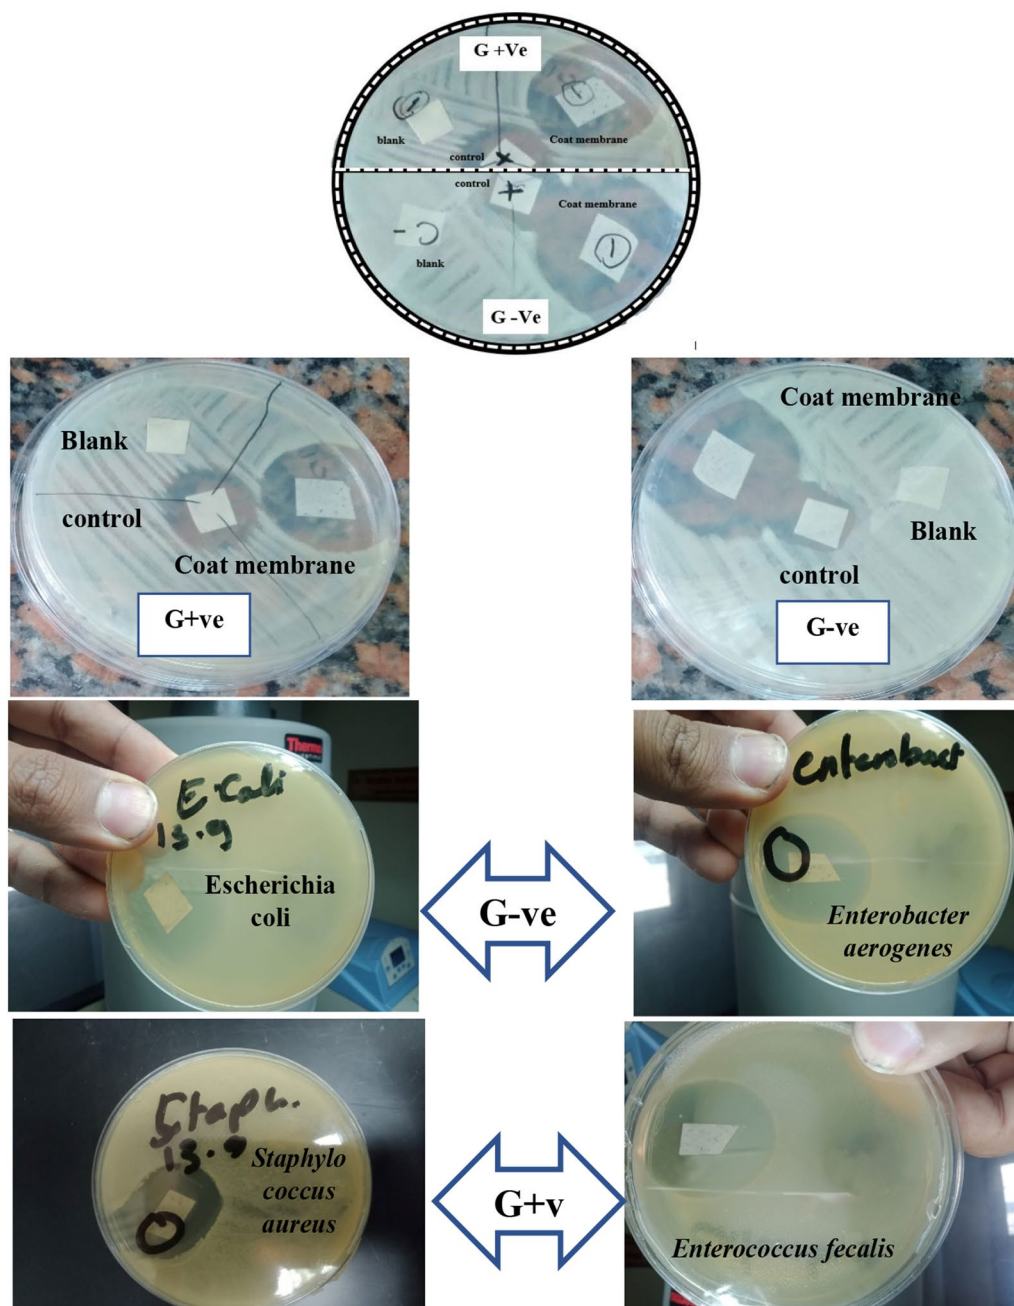 G +Ve
blank
Coat membrane
control
control
Coat membrane
blank
G -Ve
Blank
control
Coat membrane
G+ve
Coat membrane
Blank
control
G-ve
Thermo
E-Coli
13.9
Escherichia
coli
G-ve
enterobact
Enterobacter
aerogenes
Staph.
13.9
Staphylo
coccus
aureus
G+v
Enterococcus fecalis